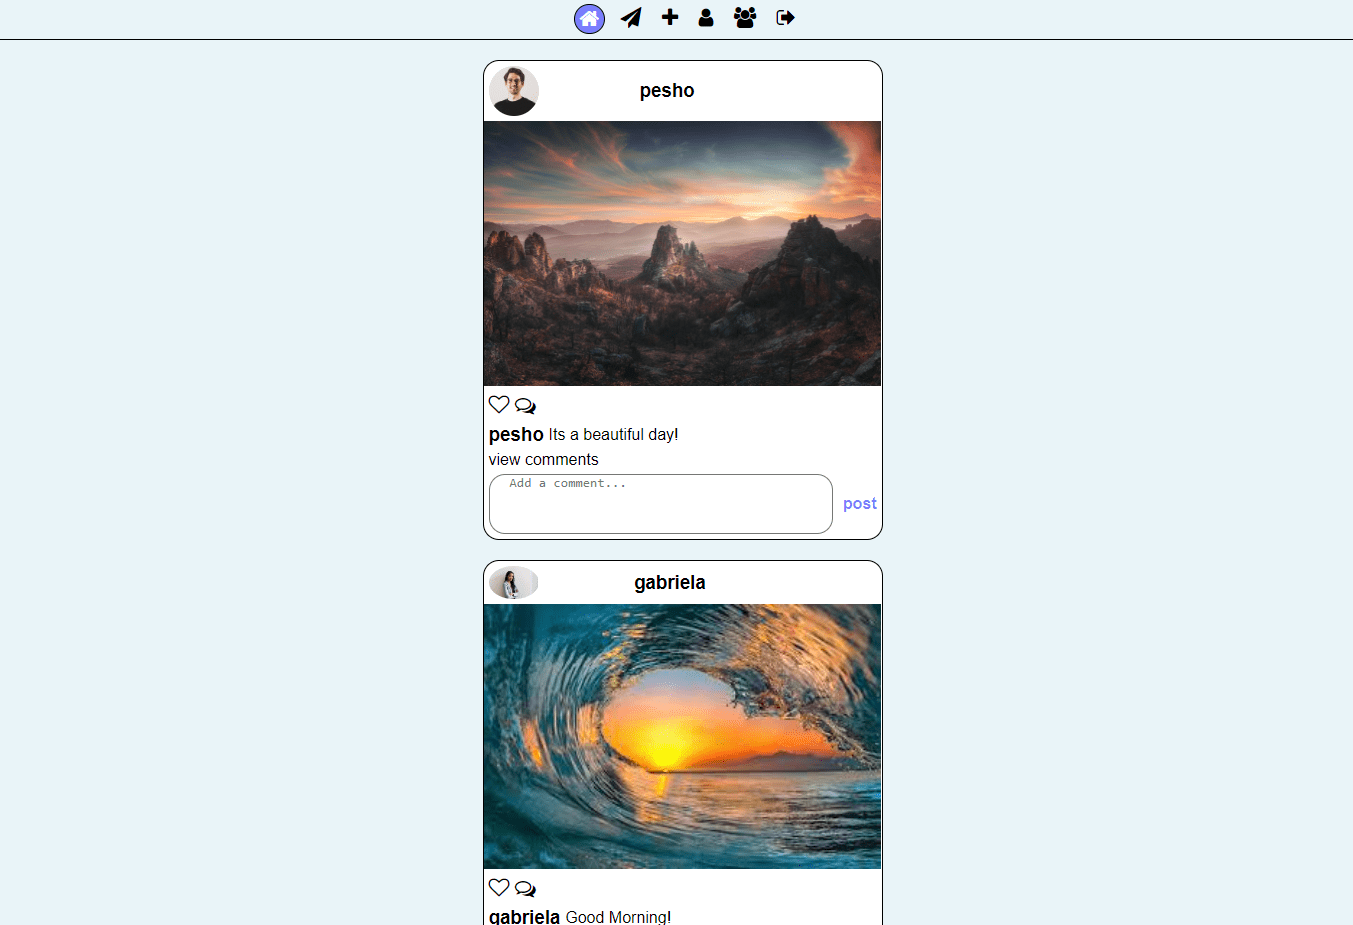 pesho
pesho Its a beautiful day!
view comments
Add a comment...
post
gabriela
gabriela Good Morning!